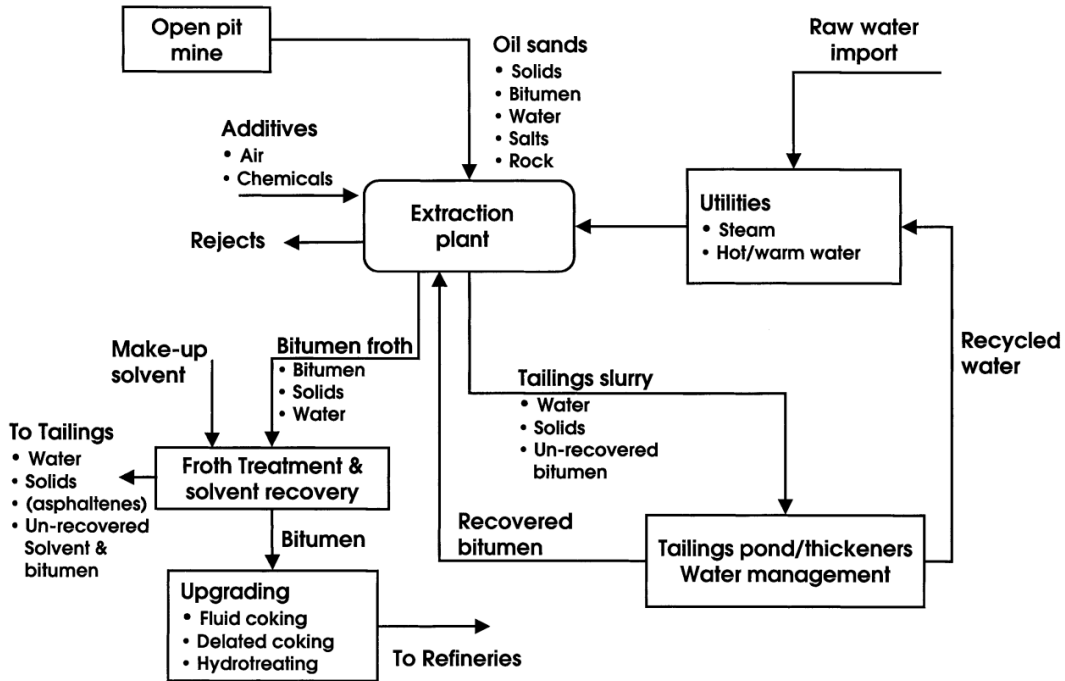 Open pit
mine
Oil sands
• Solids
• Bitumen
• Water
• Salts
• Rock
Raw water
import
Additives
• Air
• Chemicals
Extraction
plant
Utilities
• Steam
• Hot/warm water
Rejects
Make-up
solvent
Bitumen froth
• Bitumen
• Solids
• Water
Tailings slurry
• Water
• Solids
• Un-recovered
bitumen
Recycled
water
To Tailings
• Water
• Solids
• (asphaltenes)
• Un-recovered
Solvent &
bitumen
Froth Treatment &
solvent recovery
Bitumen
Recovered
bitumen
Tailings pond/thickeners
Water management
Upgrading
• Fluid coking
• Delated coking
• Hydrotreating
To Refineries